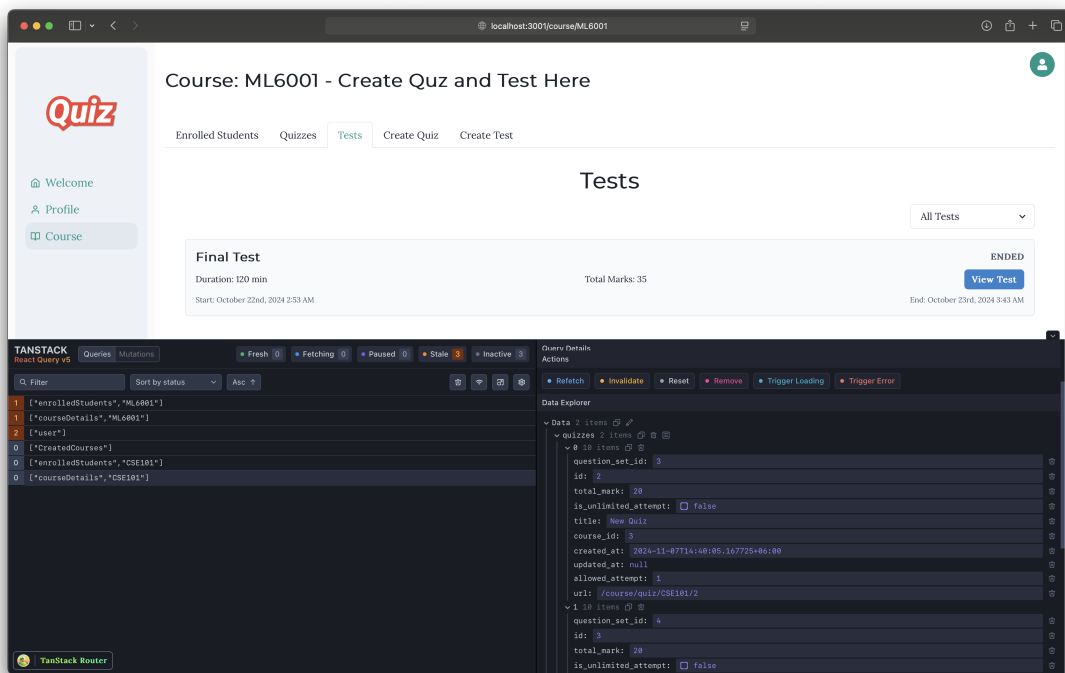 localhost:3001/course/ML6001
Quiz
Welcome
Profile
Course
Course: ML6001 - Create Quz and Test Here
Enrolled Students Quizzes Tests Create Quiz Create Test
Tests
All Tests
Final Test ENDED
Duration: 120 min Total Marks: 35 View Test
Start: October 22nd, 2024 2:53 AM End: October 23rd, 2024 3:43 AM
TANSTACK
React Query v5
Queries Mutations
Fresh 0 Fetching 0 Paused 0 Stale 3 Inactive 3
Filter Sort by status Asc ↑
1 ["enrolledStudents","ML6001"]
1 ["courseDetails","ML6001"]
2 ["user"]
0 ["CreatedCourses"]
0 ["enrolledStudents","CSE101"]
0 ["courseDetails","CSE101"]
TanStack Router
Query Details
Actions
Refetch Invalidate Reset Remove Trigger Loading Trigger Error
Data Explorer
Data 2 items
quizzes 2 items
0 10 items
question_set_id: 3
id: 2
total_mark: 20
is_unlimited_attempt: false
title: New Quiz
course_id: 3
created_at: 2024-11-07T14:40:05.167725+06:00
updated_at: null
allowed_attempt: 1
url: /course/quiz/CSE101/2
1 10 items
question_set_id: 4
id: 3
total_mark: 20
is_unlimited_attempt: false